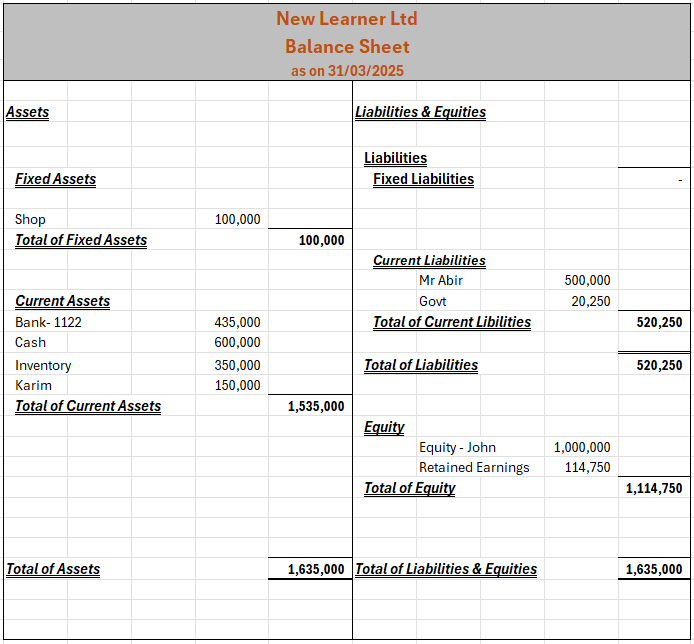 New Learner Ltd
Balance Sheet
as on 31/03/2025
Assets
Fixed Assets
Shop 100,000
Total of Fixed Assets 100,000
Current Assets
Bank- 1122 435,000
Cash 600,000
Inventory 350,000
Karim 150,000
Total of Current Assets 1,535,000
Total of Assets 1,635,000
Liabilities & Equities
Liabilities
Fixed Liabilities -
Current Liabilities
Mr Abir 500,000
Govt 20,250
Total of Current Libilities 520,250
Total of Liabilities 520,250
Equity
Equity - John 1,000,000
Retained Earnings 114,750
Total of Equity 1,114,750
Total of Liabilities & Equities 1,635,000